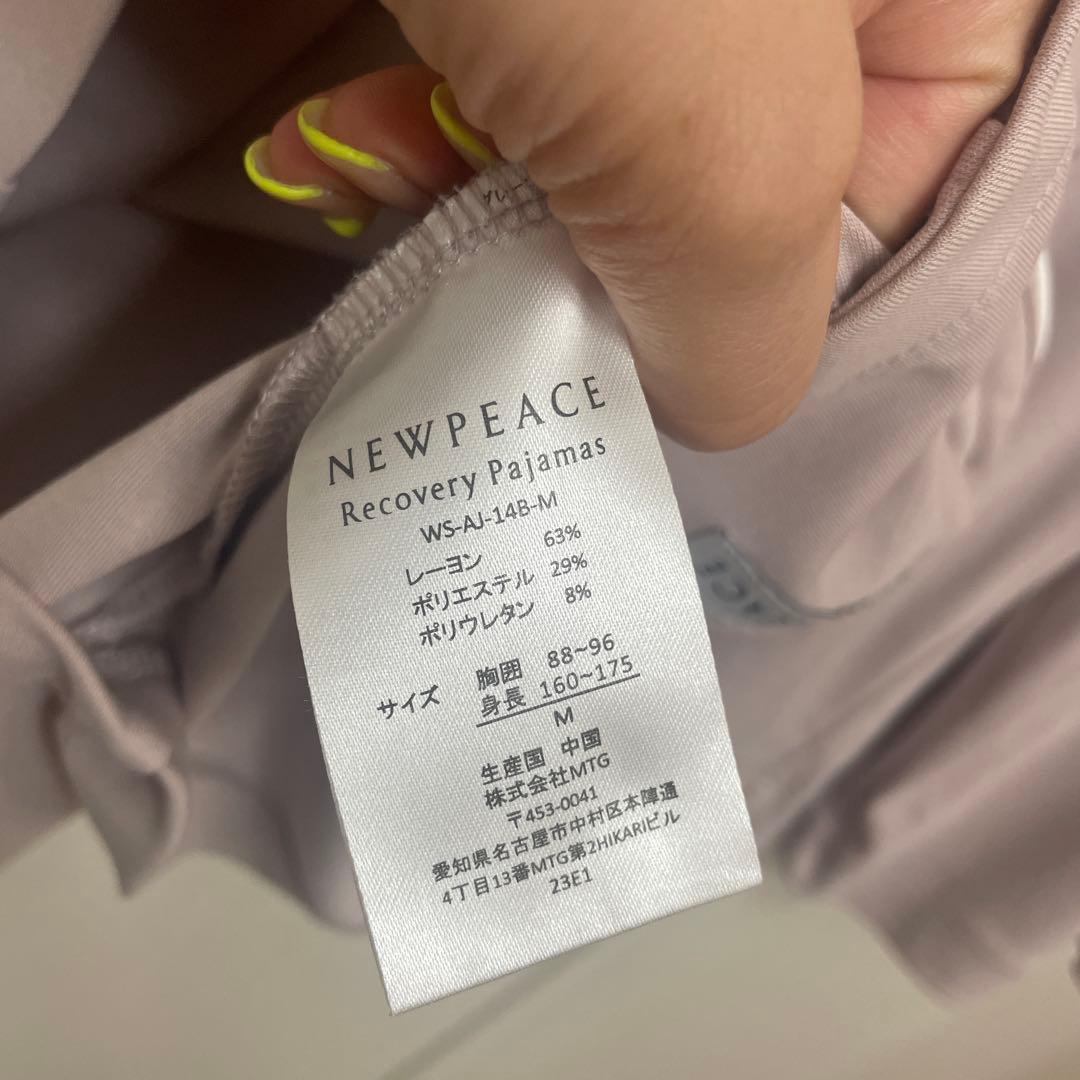 NEWPEACE
Recovery Pajamas
WS-AJ-14B-M
レーヨン 63%
ポリエステル 29%
ポリウレタン 8%
サイズ 胸囲 88~96
身長 160~175
M
生産国 中国
株式会社MTG
〒453-0041
愛知県名古屋市中村区本陣通
4丁目13番MTG第2HIKARIビル
23E1